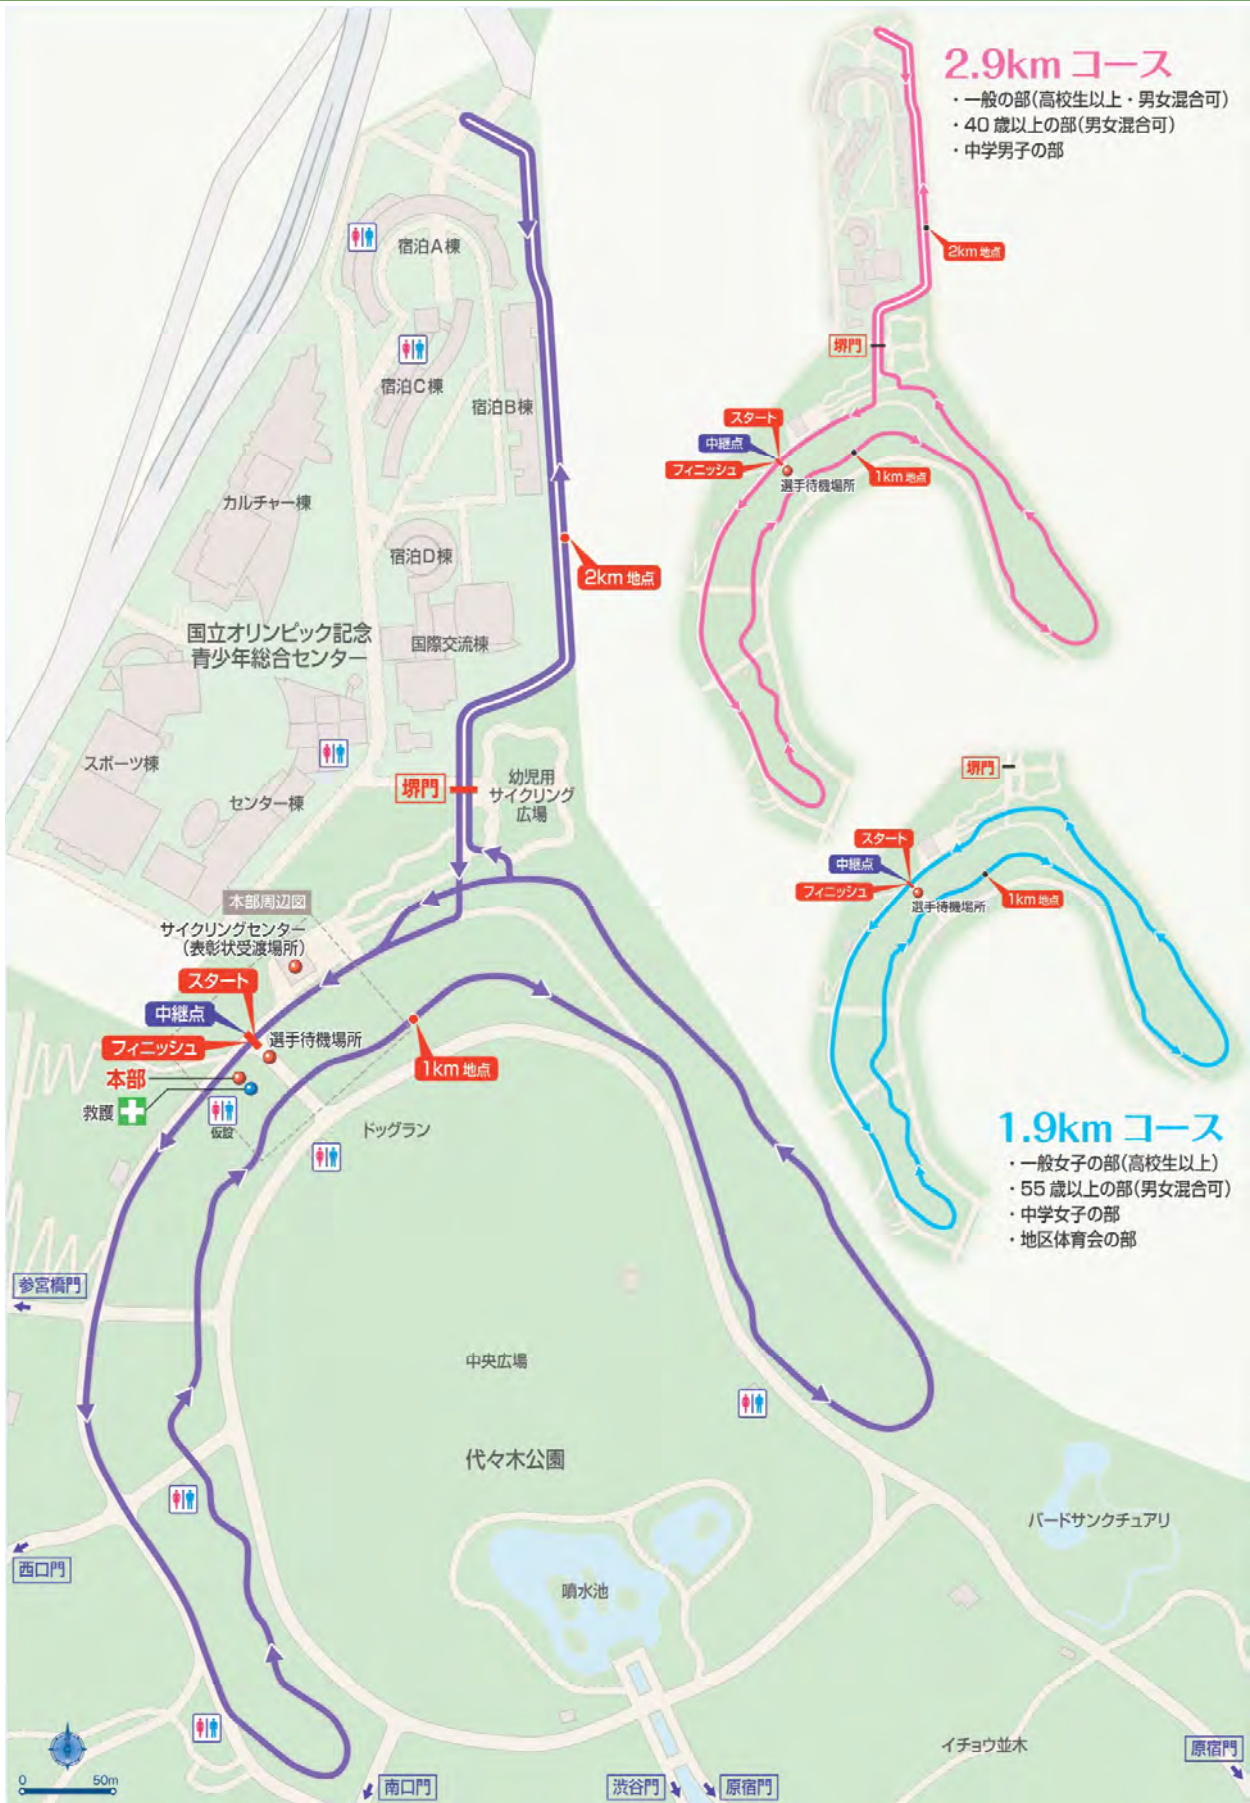 2.9km コース
・一般の部(高校生以上・男女混合可)
・40 歳以上の部(男女混合可)
・中学男子の部
2km 地点
堺門
スタート
中継点
フィニッシュ
選手待機場所
1km 地点
宿泊A棟
宿泊C棟
宿泊B棟
カルチャー棟
宿泊D棟
2km 地点
国立オリンピック記念
青少年総合センター
国際交流棟
スポーツ棟
センター棟
堺門
幼児用
サイクリング
広場
堺門
スタート
中継点
フィニッシュ
選手待機場所
1km 地点
1.9km コース
・一般女子の部(高校生以上)
・55 歳以上の部(男女混合可)
・中学女子の部
・地区体育会の部
本部周辺図
サイクリングセンター
(表彰状受渡場所)
スタート
中継点
フィニッシュ
選手待機場所
本部
救護
仮設
1km 地点
ドッグラン
参宮橋門
中央広場
代々木公園
西口門
バードサンクチュアリ
噴水池
イチョウ並木
原宿門
0 50m
南口門
渋谷門
原宿門